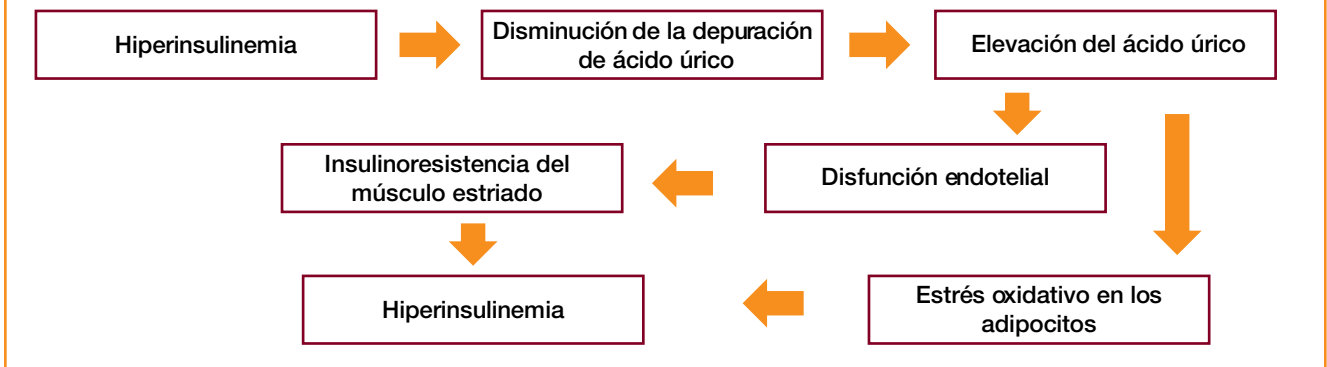 Hiperinsulinemia
Disminución de la depuración
de ácido úrico
Elevación del ácido úrico
Insulinoresistencia del
músculo estriado
Disfunción endotelial
Hiperinsulinemia
Estrés oxidativo en los
adipocitos